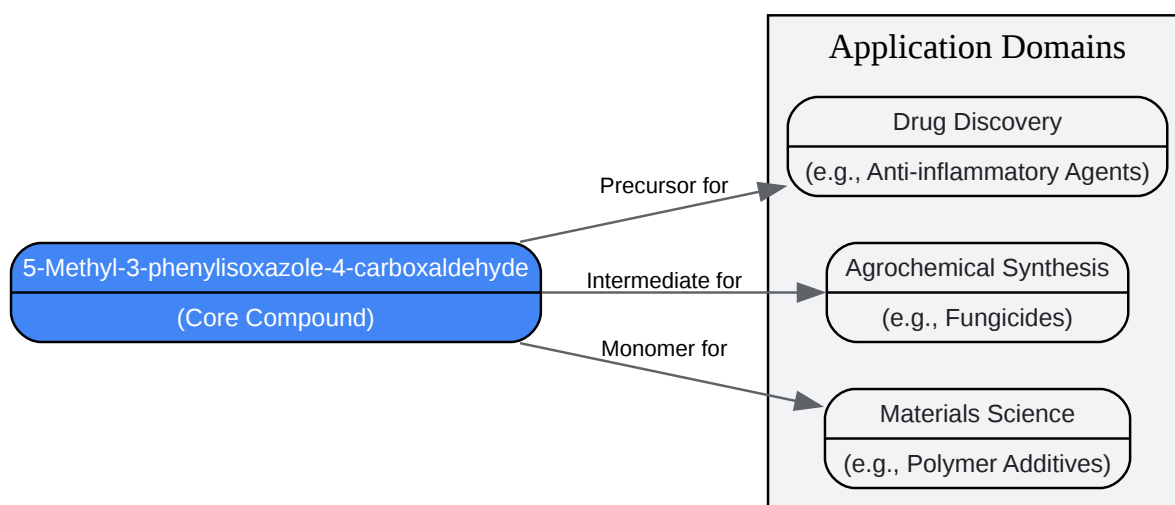 Application Domains
Drug Discovery
(e.g., Anti-inflammatory Agents)
Precursor for
5-Methyl-3-phenylisoxazole-4-carboxaldehyde
(Core Compound)
Intermediate for
Agrochemical Synthesis
(e.g., Fungicides)
Monomer for
Materials Science
(e.g., Polymer Additives)